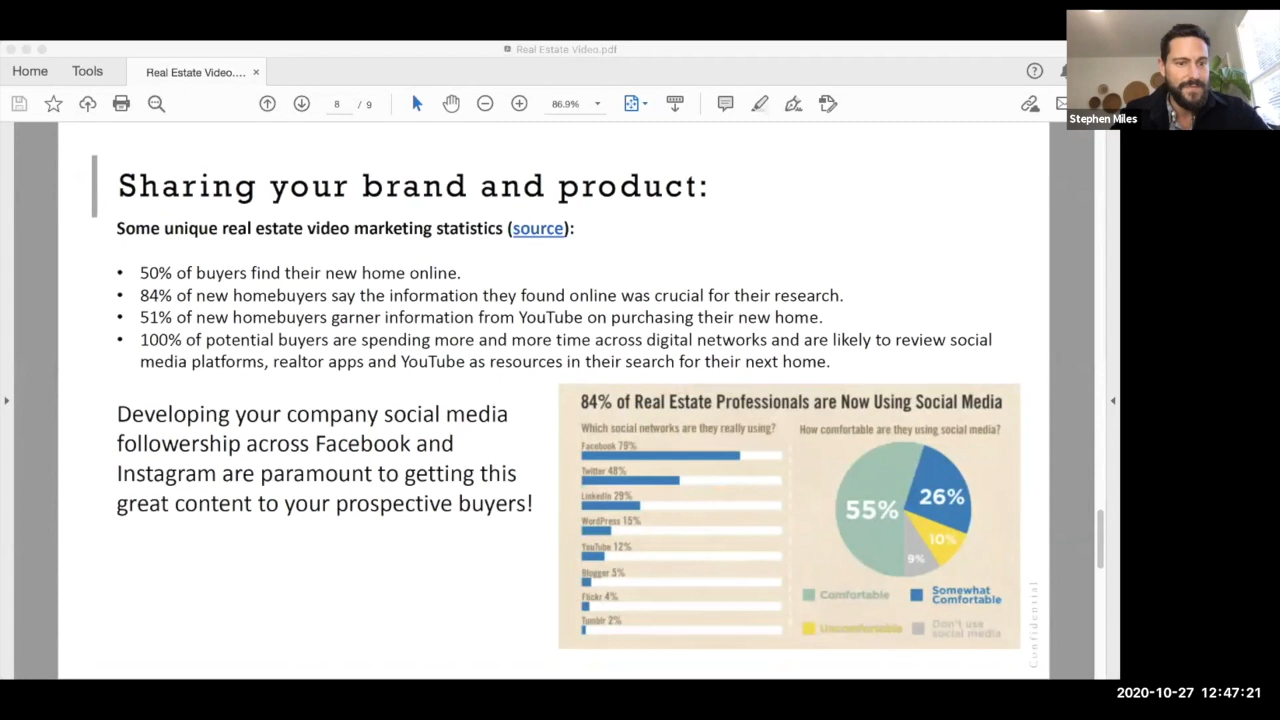 Real Estate Video.pdf
Home Tools Real Estate Video.... ×
8 / 9 86.9%
Stephen Miles
Sharing your brand and product:
Some unique real estate video marketing statistics (source):
• 50% of buyers find their new home online.
• 84% of new homebuyers say the information they found online was crucial for their research.
• 51% of new homebuyers garner information from YouTube on purchasing their new home.
• 100% of potential buyers are spending more and more time across digital networks and are likely to review social
media platforms, realtor apps and YouTube as resources in their search for their next home.
Developing your company social media
followership across Facebook and
Instagram are paramount to getting this
great content to your prospective buyers!
84% of Real Estate Professionals are Now Using Social Media
Which social networks are they really using?
Facebook 79%
Twitter 48%
LinkedIn 29%
WordPress 15%
YouTube 12%
Blogger 5%
Flickr 4%
Tumblr 2%
How comfortable are they using social media?
55%
26%
10%
9%
Comfortable
Somewhat
Comfortable
Uncomfortable
Don't use
social media
Confidential
2020-10-27 12:47:21